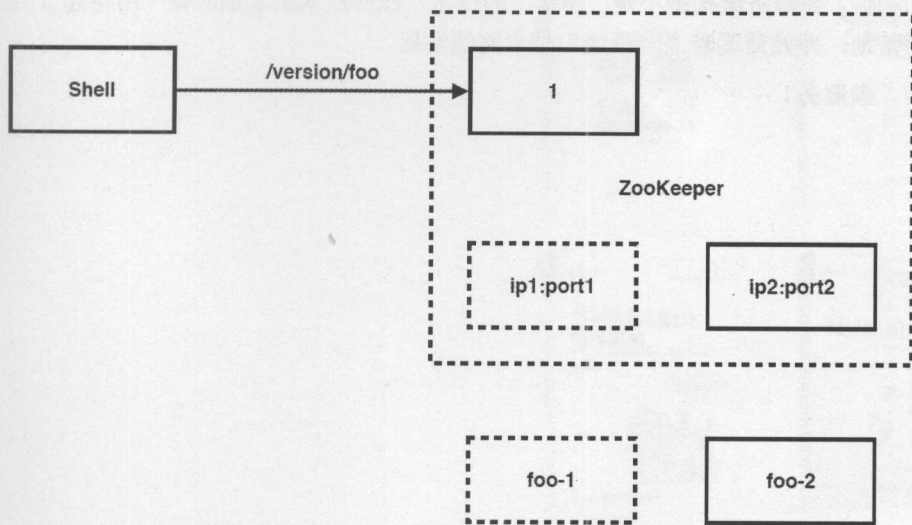 /version/foo
Shell
1
ZooKeeper
ip1:port1
ip2:port2
foo-1
foo-2